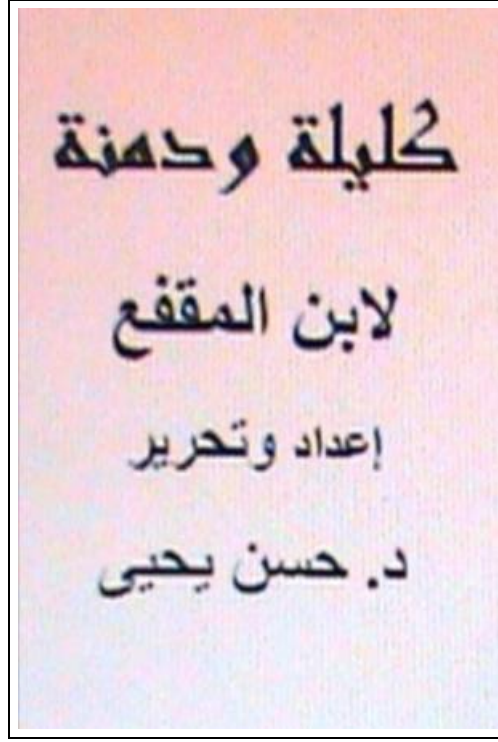 كليلة ودمنة
لابن المقفع
إعداد وتحرير
د. حسن يحيى